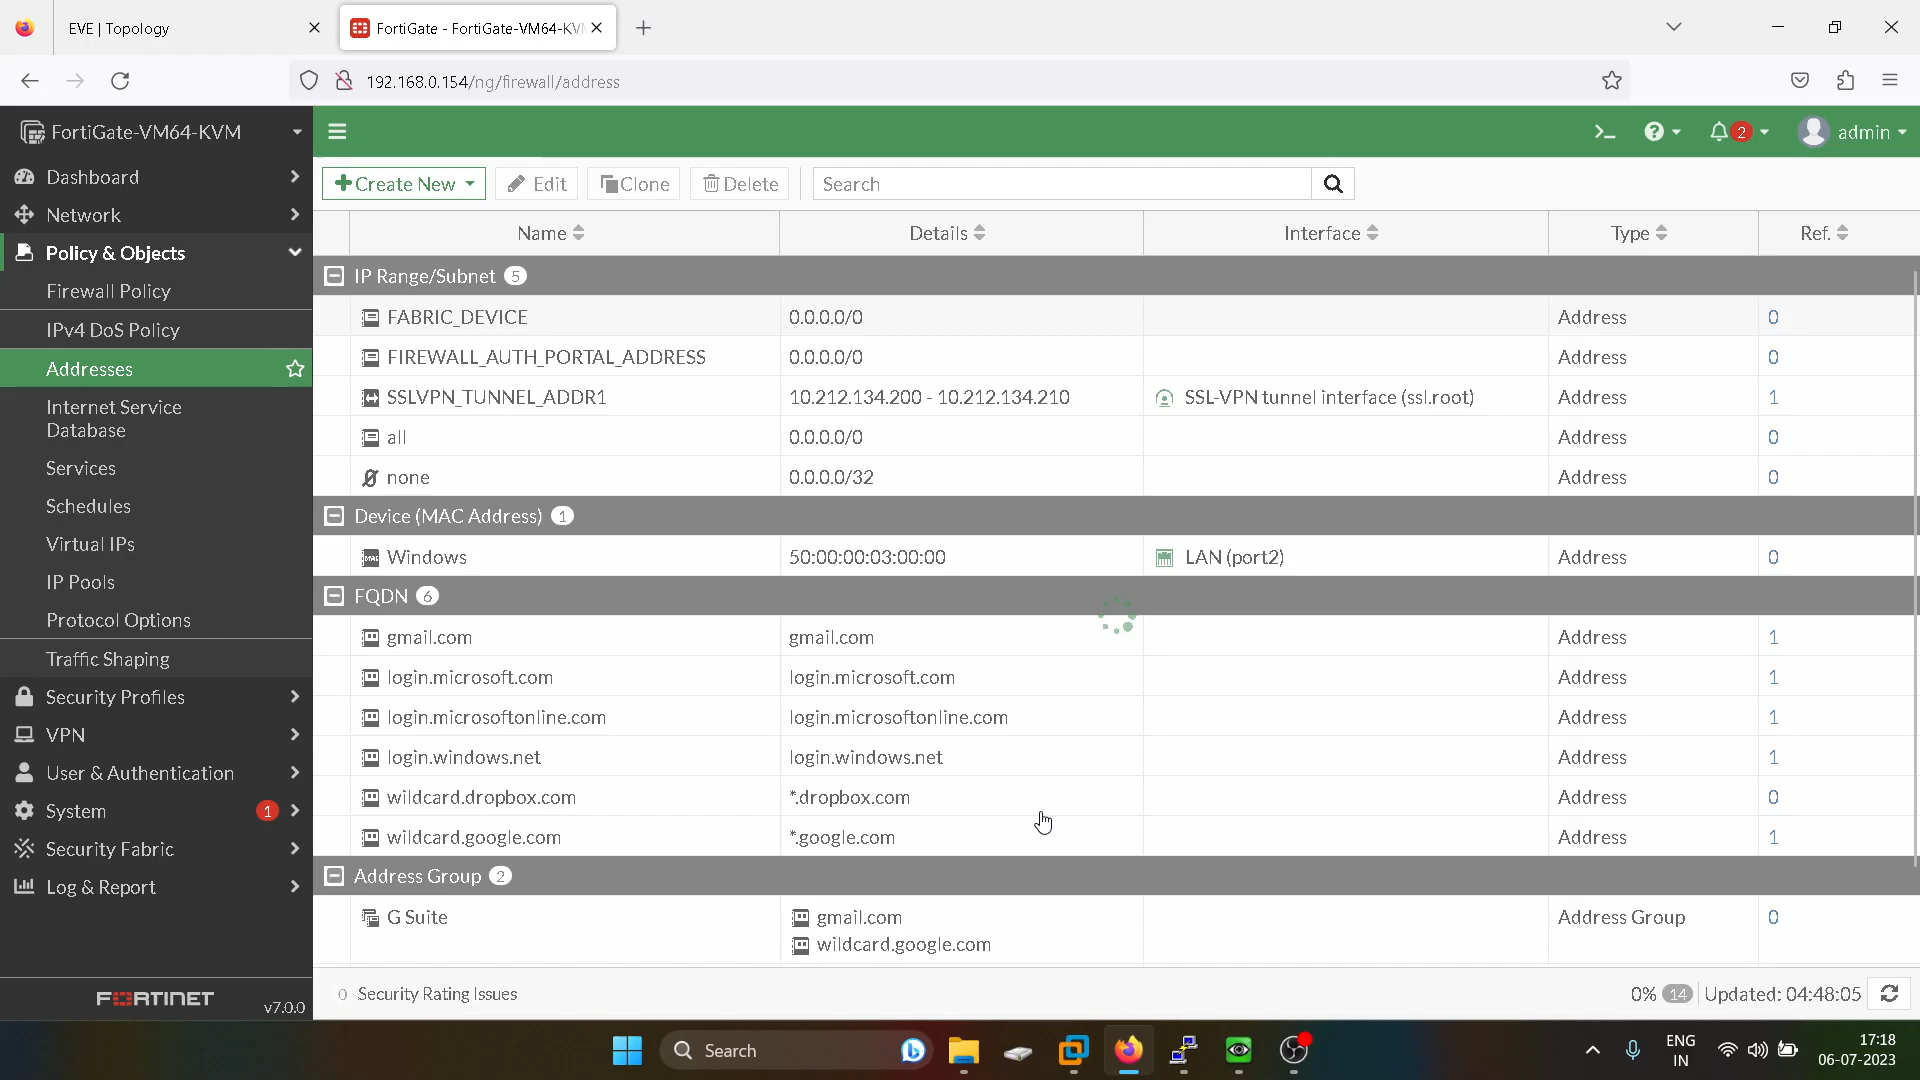 EVE | Topology
FortiGate - FortiGate-VM64-KVM
192.168.0.154/ng/firewall/address
FortiGate-VM64-KVM
2
admin
Dashboard
Network
Policy & Objects
Firewall Policy
IPv4 DoS Policy
Addresses
Internet Service
Database
Services
Schedules
Virtual IPs
IP Pools
Protocol Options
Traffic Shaping
Security Profiles
VPN
User & Authentication
System 1
Security Fabric
Log & Report
FORTINET v7.0.0
Create New Edit Clone Delete Search
Name Details Interface Type Ref.
IP Range/Subnet 5
FABRIC_DEVICE 0.0.0.0/0 Address 0
FIREWALL_AUTH_PORTAL_ADDRESS 0.0.0.0/0 Address 0
SSLVPN_TUNNEL_ADDR1 10.212.134.200 - 10.212.134.210 SSL-VPN tunnel interface (ssl.root) Address 1
all 0.0.0.0/0 Address 0
none 0.0.0.0/32 Address 0
Device (MAC Address) 1
MAC Windows 50:00:00:03:00:00 LAN (port2) Address 0
FQDN 6
gmail.com gmail.com Address 1
login.microsoft.com login.microsoft.com Address 1
login.microsoftonline.com login.microsoftonline.com Address 1
login.windows.net login.windows.net Address 1
wildcard.dropbox.com *.dropbox.com Address 0
wildcard.google.com *.google.com Address 1
Address Group 2
G Suite gmail.com Address Group 0
wildcard.google.com
0 Security Rating Issues 0% 14 Updated: 04:48:05
Search
ENG
IN
17:18
06-07-2023